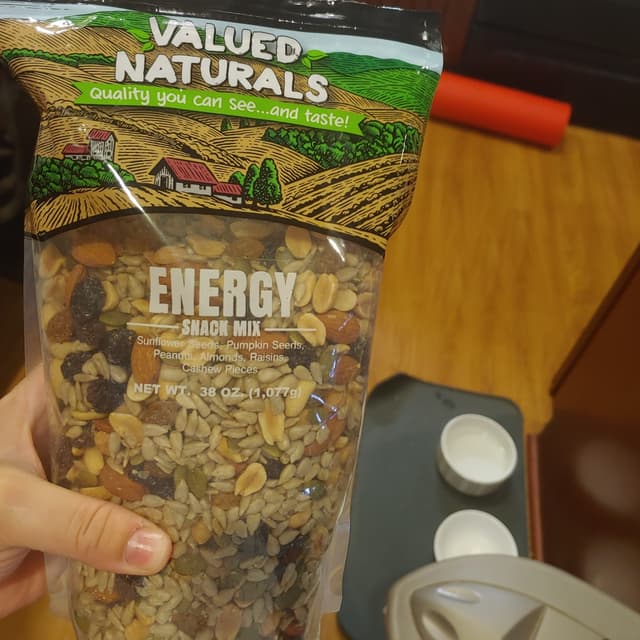 VALUED
NATURALS
Quality you can see...and taste!
ENERGY
SNACK MIX
Sunflower Seeds, Pumpkin Seeds,
Peanuts, Almonds, Raisins,
Cashew Pieces
NET WT. 38 OZ. (1,077g)